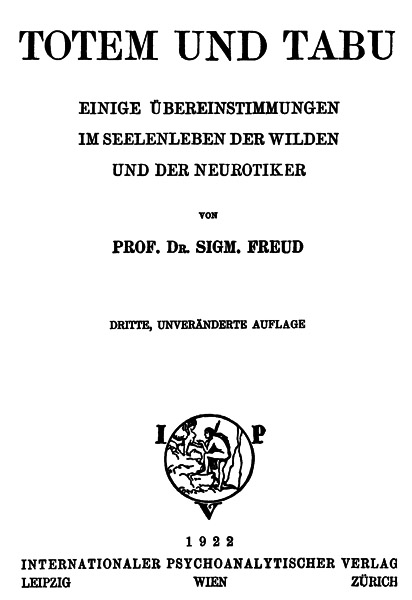 TOTEM UND TABU
EINIGE ÜBEREINSTIMMUNGEN
IM SEELENLEBEN DER WILDEN
UND DER NEUROTIKER
VON
PROF. DR. SIGM. FREUD
DRITTE, UNVERÄNDERTE AUFLAGE
I P
V
1922
INTERNATIONALER PSYCHOANALYTISCHER VERLAG
LEIPZIG WIEN ZÜRICH